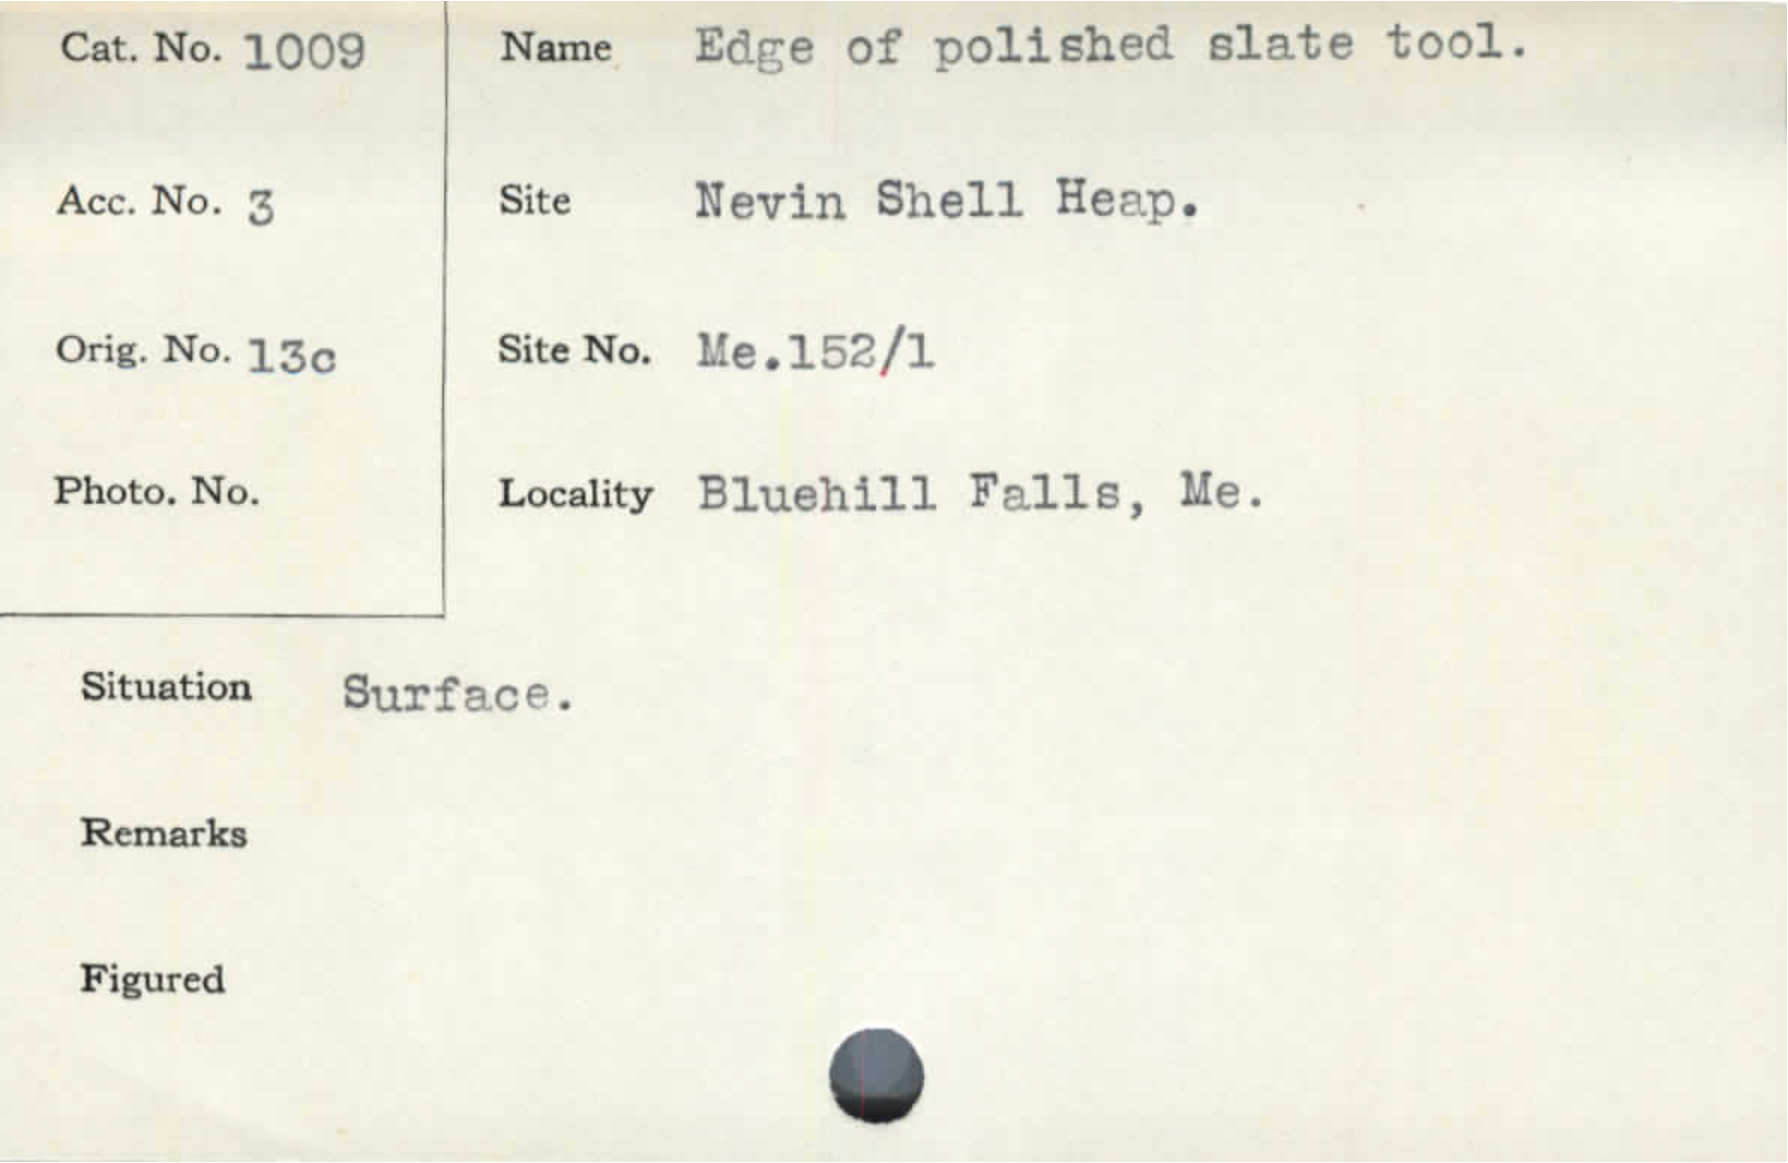 Cat. No. 1009
Acc. No. 3
Orig. No. 13c
Photo. No.
Name Edge of polished slate tool.
Site Nevin Shell Heap.
Site No. Me.152/1
Locality Bluehill Falls, Me.
Situation Surface.
Remarks
Figured